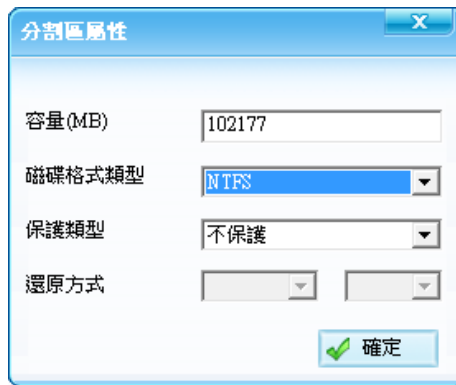 分割區屬性
容量(MB) 102177
磁碟格式類型 NTFS
保護類型 不保護
還原方式
確定